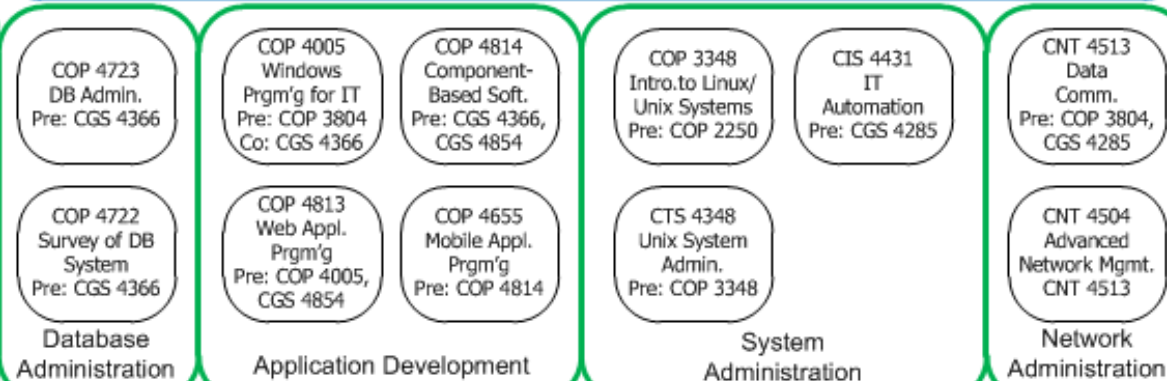 COP 4723
DB Admin.
Pre: CGS 4366
COP 4722
Survey of DB
System
Pre: CGS 4366
Database
Administration
COP 4005
Windows
Prgm'g for IT
Pre: COP 3804
Co: CGS 4366
COP 4814
Component-
Based Soft.
Pre: CGS 4366,
CGS 4854
COP 4813
Web Appl.
Prgm'g
Pre: COP 4005,
CGS 4854
COP 4655
Mobile Appl.
Prgm'g
Pre: COP 4814
Application Development
COP 3348
Intro.to Linux/
Unix Systems
Pre: COP 2250
CIS 4431
IT
Automation
Pre: CGS 4285
CTS 4348
Unix System
Admin.
Pre: COP 3348
System
Administration
CNT 4513
Data
Comm.
Pre: COP 3804,
CGS 4285
CNT 4504
Advanced
Network Mgmt.
CNT 4513
Network
Administration